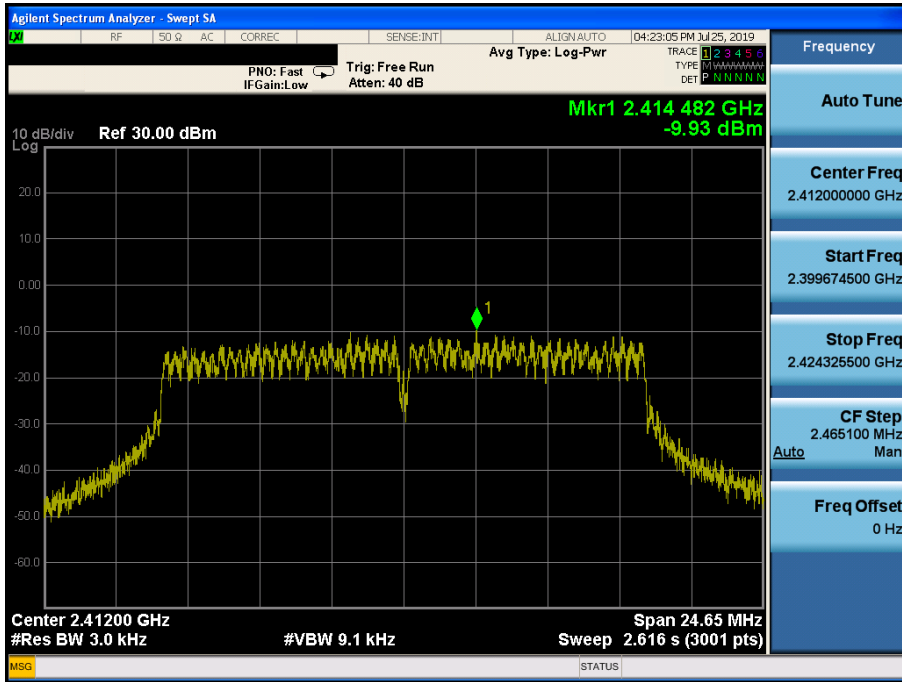 Agilent Spectrum Analyzer - Swept SA
LXI RF 50 Ω AC CORREC SENSE:INT ALIGN AUTO 04:23:05 PM Jul 25, 2019
Frequency
Avg Type: Log-Pwr
TRACE 1 2 3 4 5 6
PNO: Fast Trig: Free Run
TYPE M WWWWW
IFGain:Low Atten: 40 dB
DET P N N N N N
Auto Tune
Mkr1 2.414 482 GHz
10 dB/div Ref 30.00 dBm -9.93 dBm
Log
20.0
10.0
0.00
-10.0
-20.0
-30.0
-40.0
-50.0
-60.0
1
Center Freq
2.412000000 GHz
Start Freq
2.399674500 GHz
Stop Freq
2.424325500 GHz
CF Step
2.465100 MHz
Auto Man
Freq Offset
0 Hz
Center 2.41200 GHz Span 24.65 MHz
#Res BW 3.0 kHz #VBW 9.1 kHz Sweep 2.616 s (3001 pts)
MSG STATUS